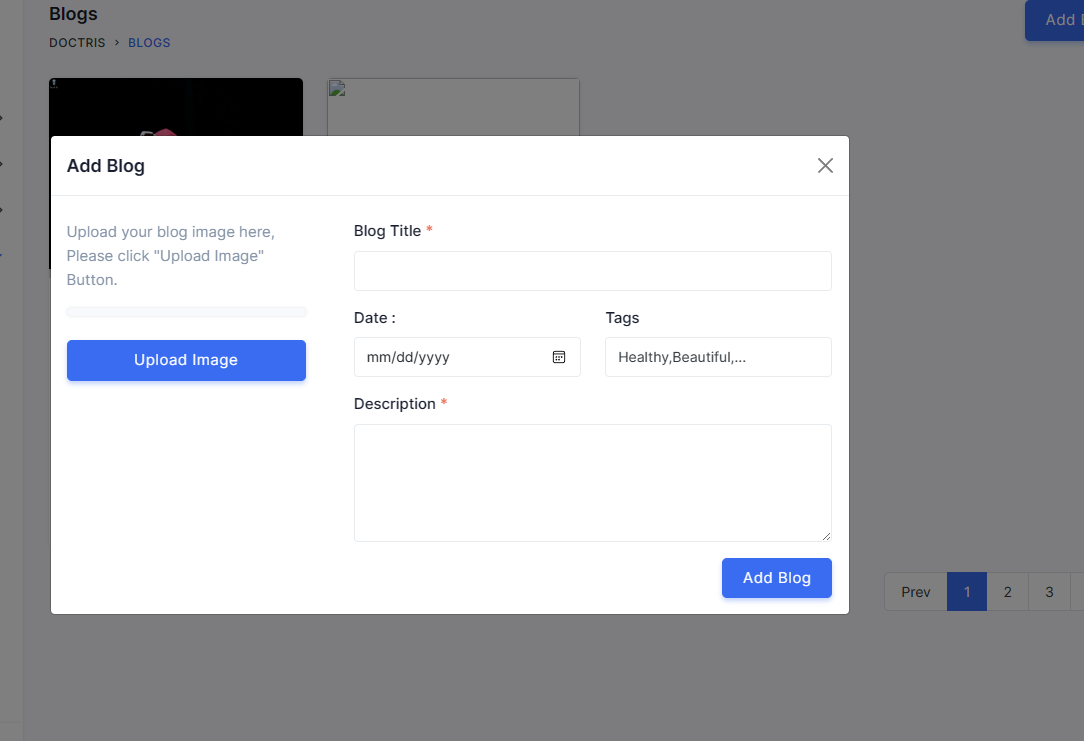 Blogs
Add
DOCTRIS > BLOGS
Add Blog
Upload your blog image here,
Please click "Upload Image"
Button.
Upload Image
Blog Title *
Date :
Tags
mm/dd/yyyy
Healthy,Beautiful,...
Description *
Add Blog
Prev 1 2 3